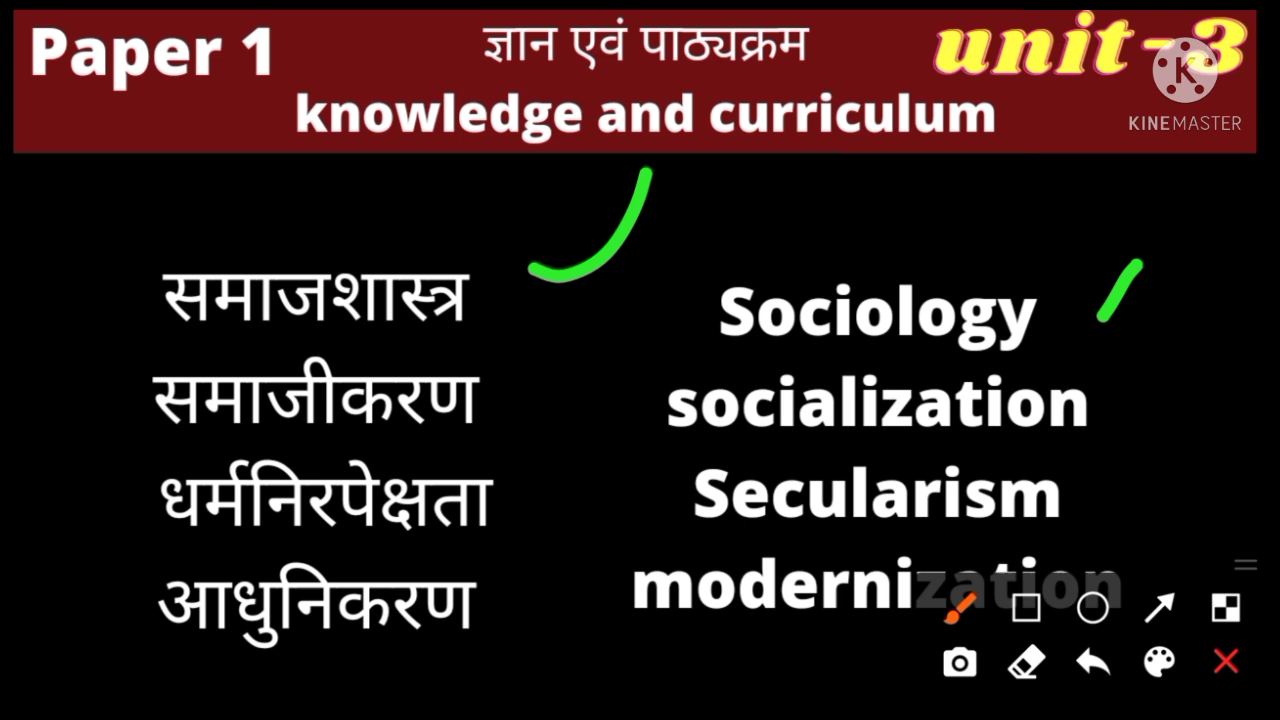 Paper 1
ज्ञान एवं पाठ्यक्रम
unit-3
knowledge and curriculum
KINEMASTER
समाजशास्त्र
Sociology
समाजीकरण
socialization
धर्मनिरपेक्षता
Secularism
आधुनिकरण
modernization